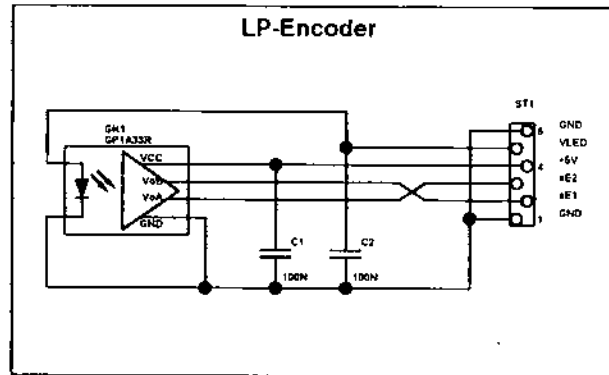 LP-Encoder
ST1
GK1
GP1A33R
VCC
VoB
VoA
GND
C1
100N
C2
100N
6 GND
VLED
4 +5V
#E2
#E1
1 GND